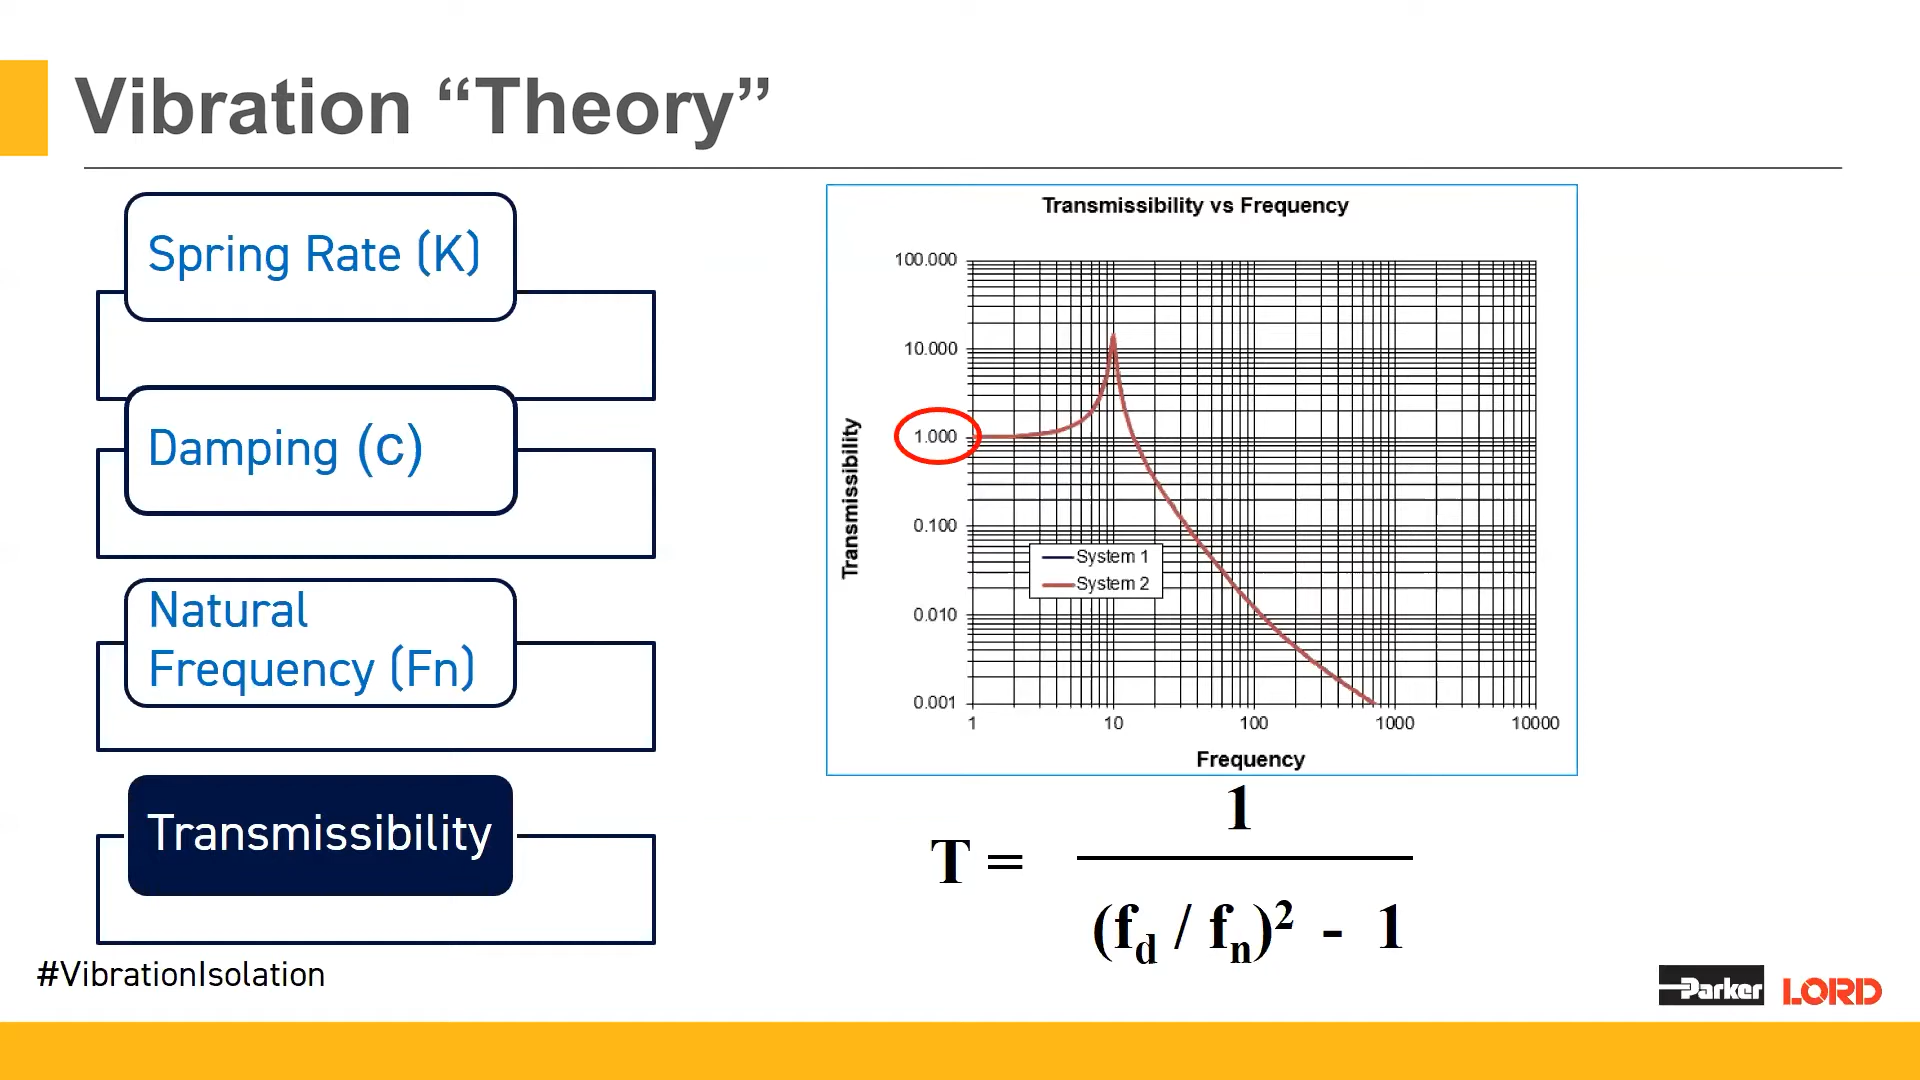 Vibration “Theory”
Spring Rate (K)
Damping (c)
Natural
Frequency (Fn)
Transmissibility
#VibrationIsolation
Transmissibility vs Frequency
100.000
10.000
1.000
0.100
0.010
0.001
Transmissibility
System 1
System 2
1 10 100 1000 10000
Frequency
1
T =
(fd / fn)² - 1
Parker LORD